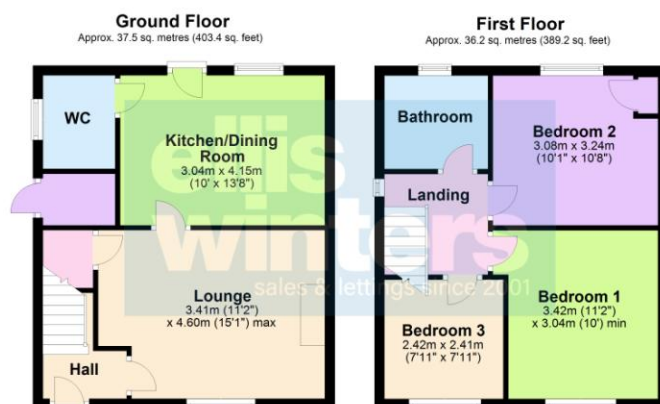 Ground Floor
Approx. 37.5 sq. metres (403.4 sq. feet)
WC
Kitchen/Dining
Room
3.04m x 4.15m
(10' x 13'8")
Lounge
3.41m (11'2")
x 4.60m (15'1") max
Hall
First Floor
Approx. 36.2 sq. metres (389.2 sq. feet)
Bathroom
Bedroom 2
3.08m x 3.24m
(10'1" x 10'8")
Landing
Bedroom 1
3.42m (11'2")
x 3.04m (10') min
Bedroom 3
2.42m x 2.41m
(7'11" x 7'11")
ellis
winters
sales & lettings since 2001